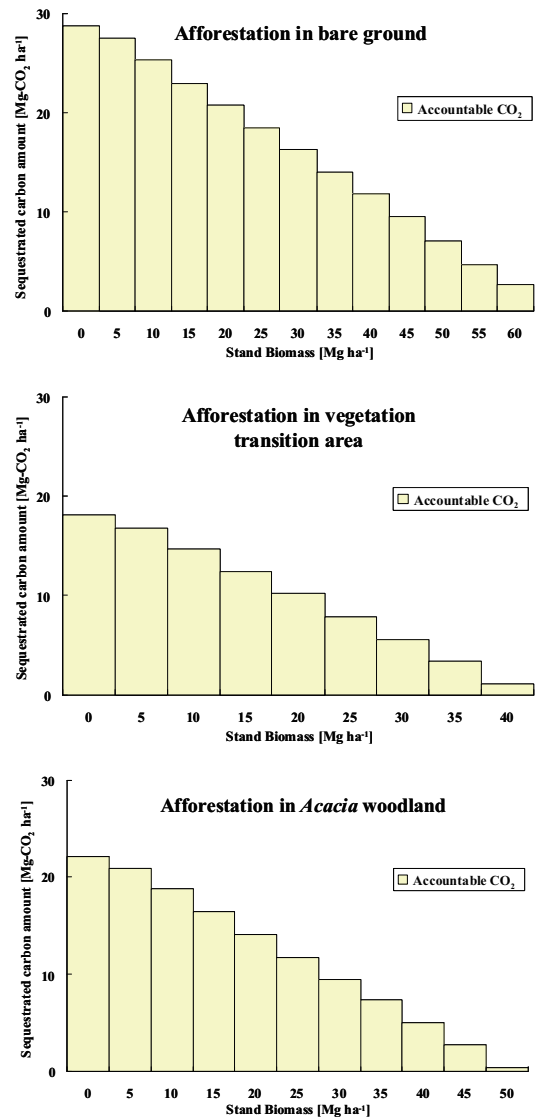 Afforestation in bare ground
Sequestrated carbon amount [Mg-CO₂ ha⁻¹]
30
20
10
0
Accountable CO₂
0 5 10 15 20 25 30 35 40 45 50 55 60
Stand Biomass [Mg ha⁻¹]
Afforestation in vegetation
transition area
Sequestrated carbon amount [Mg-CO₂ ha⁻¹]
30
20
10
0
Accountable CO₂
0 5 10 15 20 25 30 35 40
Stand Biomass [Mg ha⁻¹]
Afforestation in Acacia woodland
Sequestrated carbon amount [Mg-CO₂ ha⁻¹]
30
20
10
0
Accountable CO₂
0 5 10 15 20 25 30 35 40 45 50
Stand Biomass [Mg ha⁻¹]